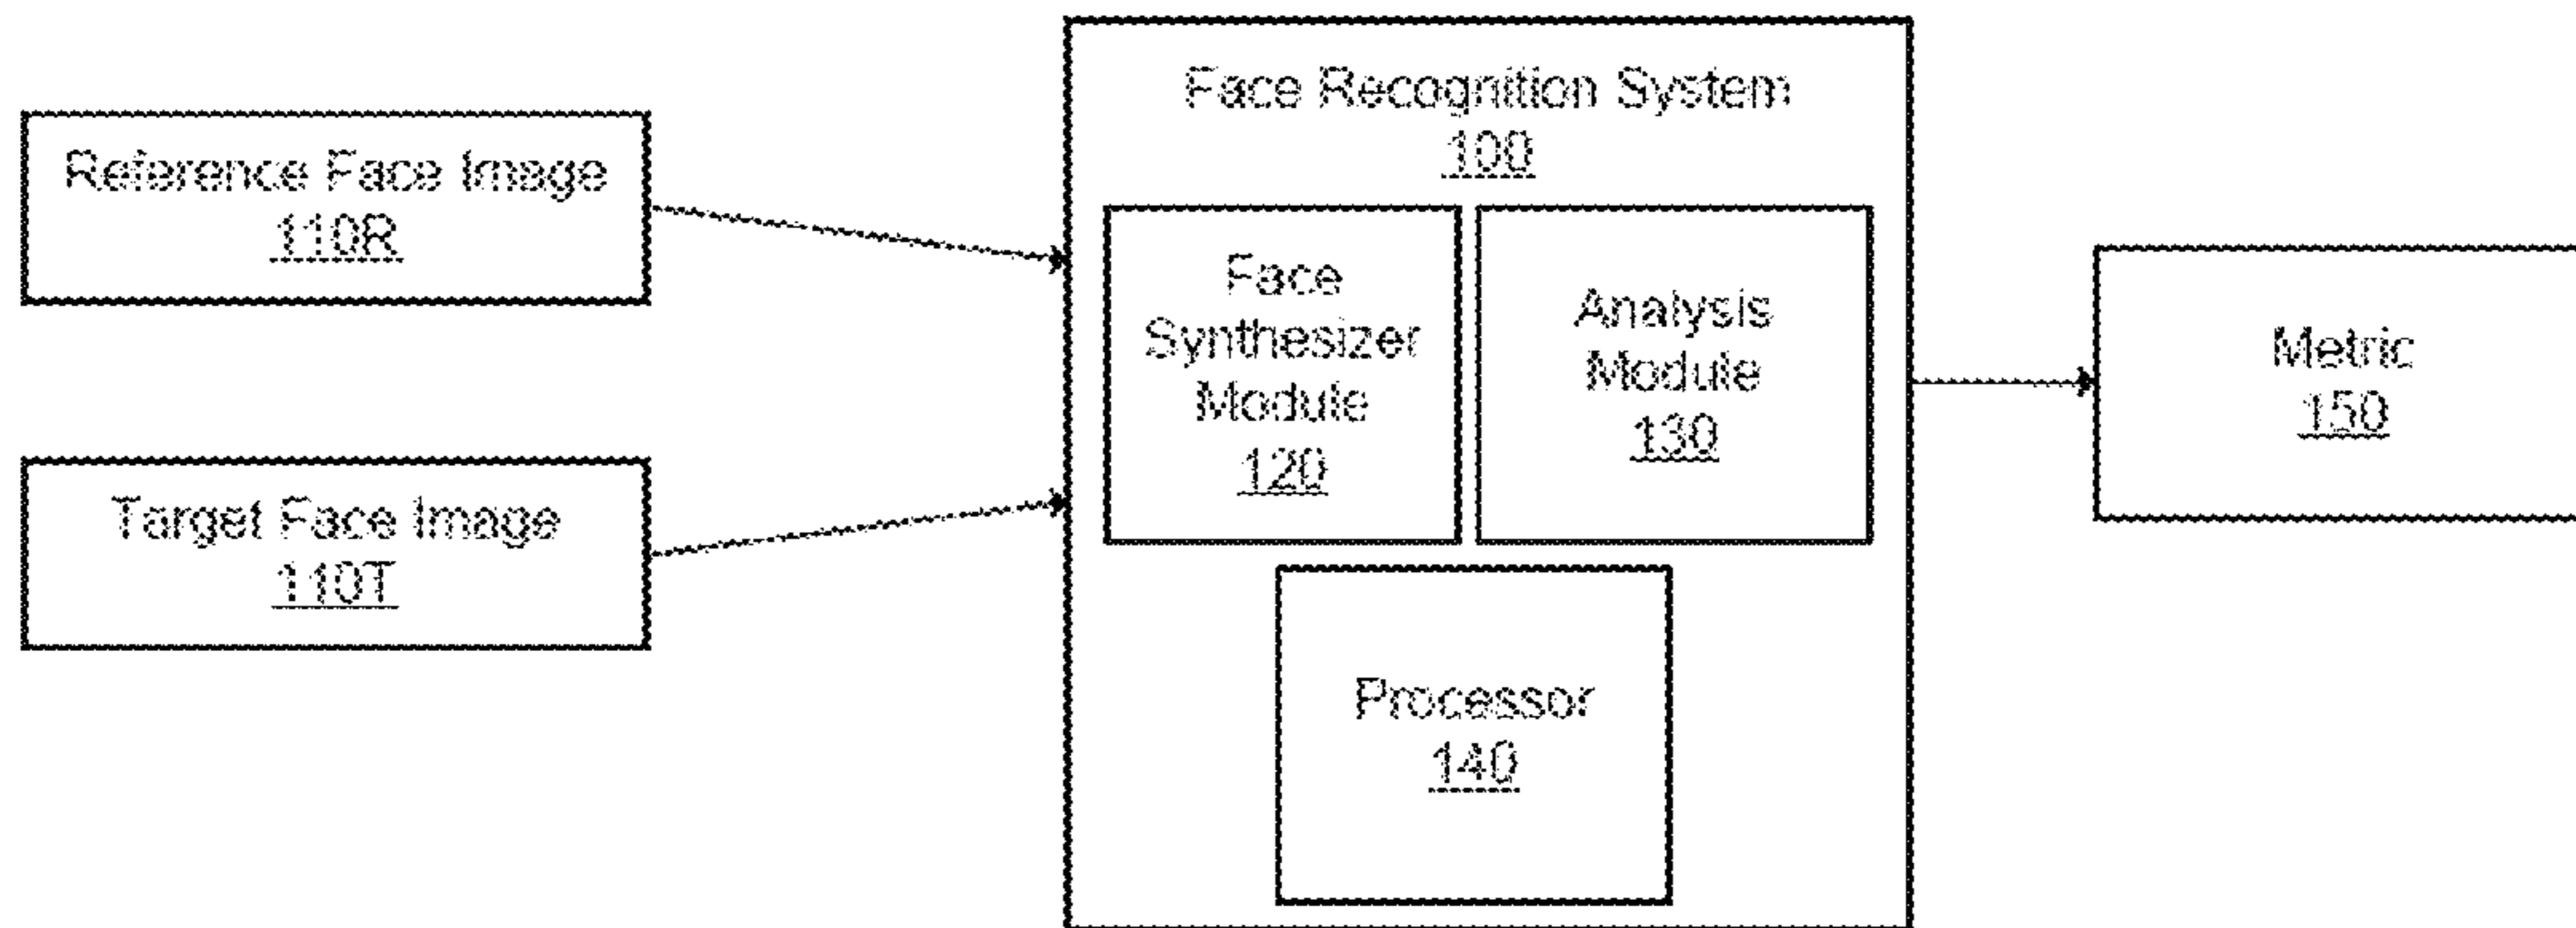 Face Recognition System
100
Reference Face Image
110R
Target Face Image
110T
Face
Synthesizer
Module
120
Analysis
Module
130
Processor
140
Metric
150